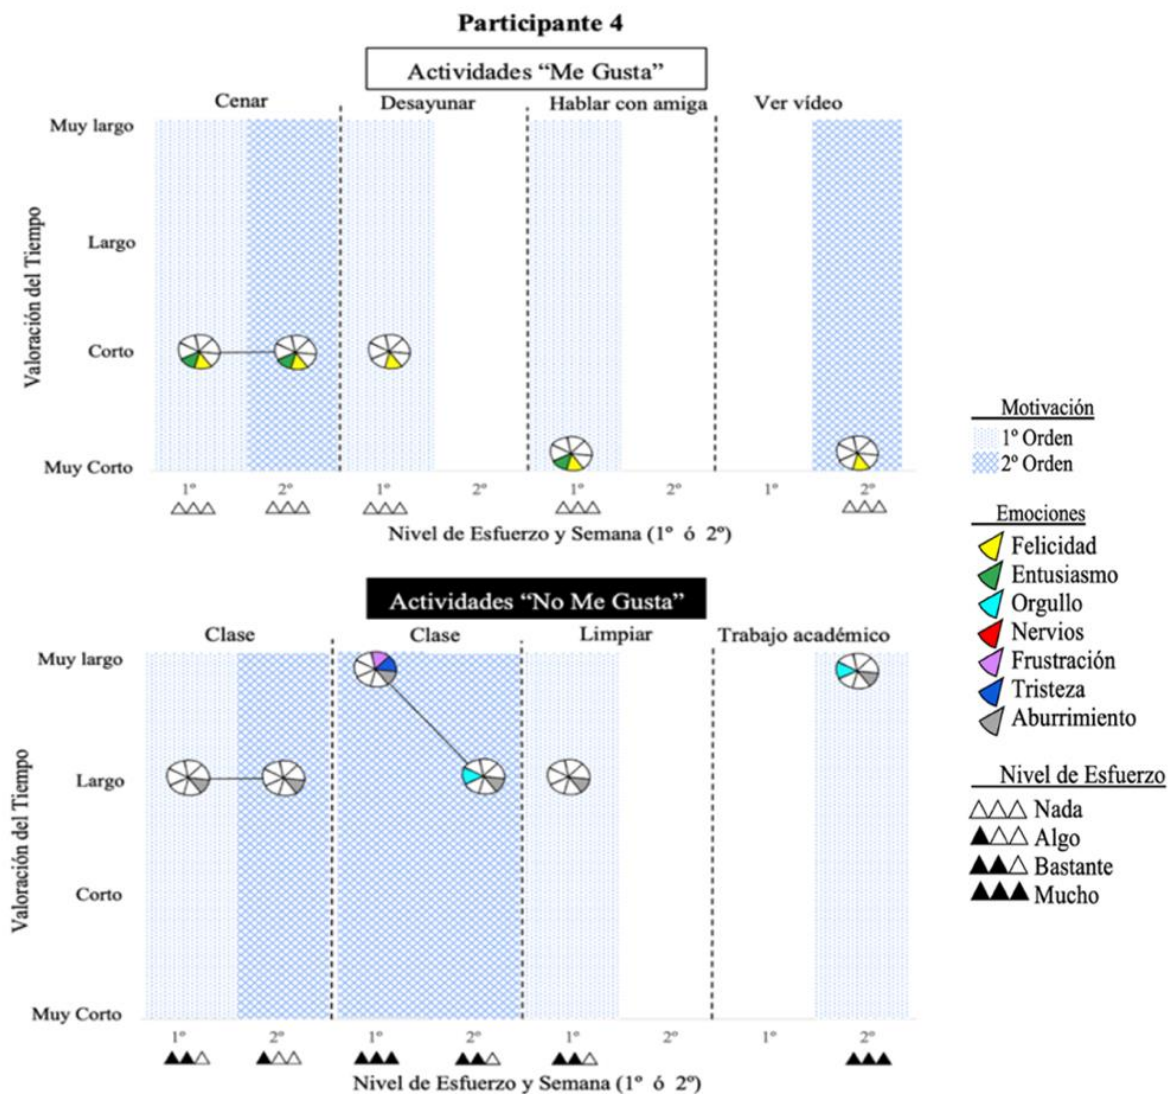 Participante 4
Actividades “Me Gusta”
Cenar
Desayunar
Hablar con amiga
Ver vídeo
Valoración del Tiempo
Muy largo
Largo
Corto
Muy Corto
1º 2º 1º 2º 1º 2º 1º 2º
Nivel de Esfuerzo y Semana (1º ó 2º)
Actividades “No Me Gusta”
Clase
Clase
Limpiar
Trabajo académico
Valoración del Tiempo
Muy largo
Largo
Corto
Muy Corto
1º 2º 1º 2º 1º 2º 1º 2º
Nivel de Esfuerzo y Semana (1º ó 2º)
Motivación
1º Orden
2º Orden
Emociones
Felicidad
Entusiasmo
Orgullo
Nervios
Frustración
Tristeza
Aburrimiento
Nivel de Esfuerzo
Nada
Algo
Bastante
Mucho